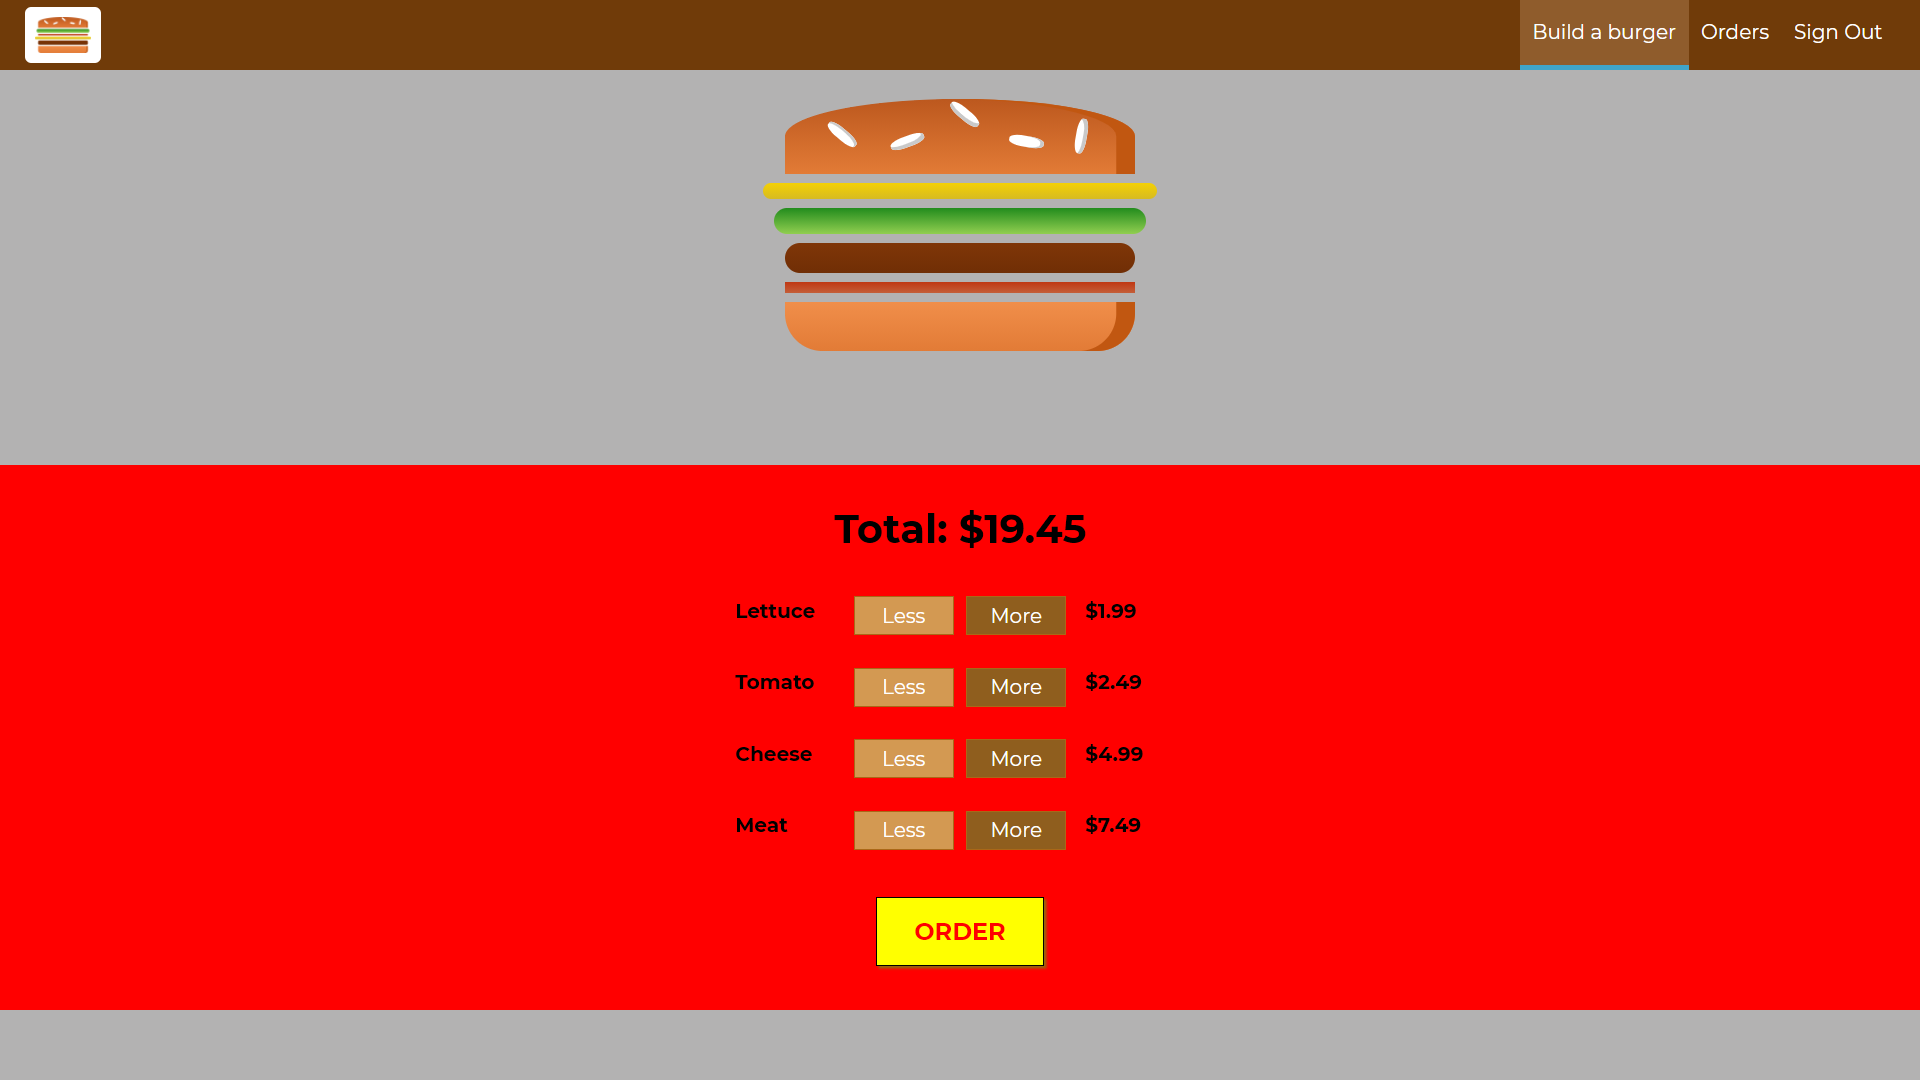 Build a burger Orders Sign Out
Total: $19.45
Lettuce Less More $1.99
Tomato Less More $2.49
Cheese Less More $4.99
Meat Less More $7.49
ORDER